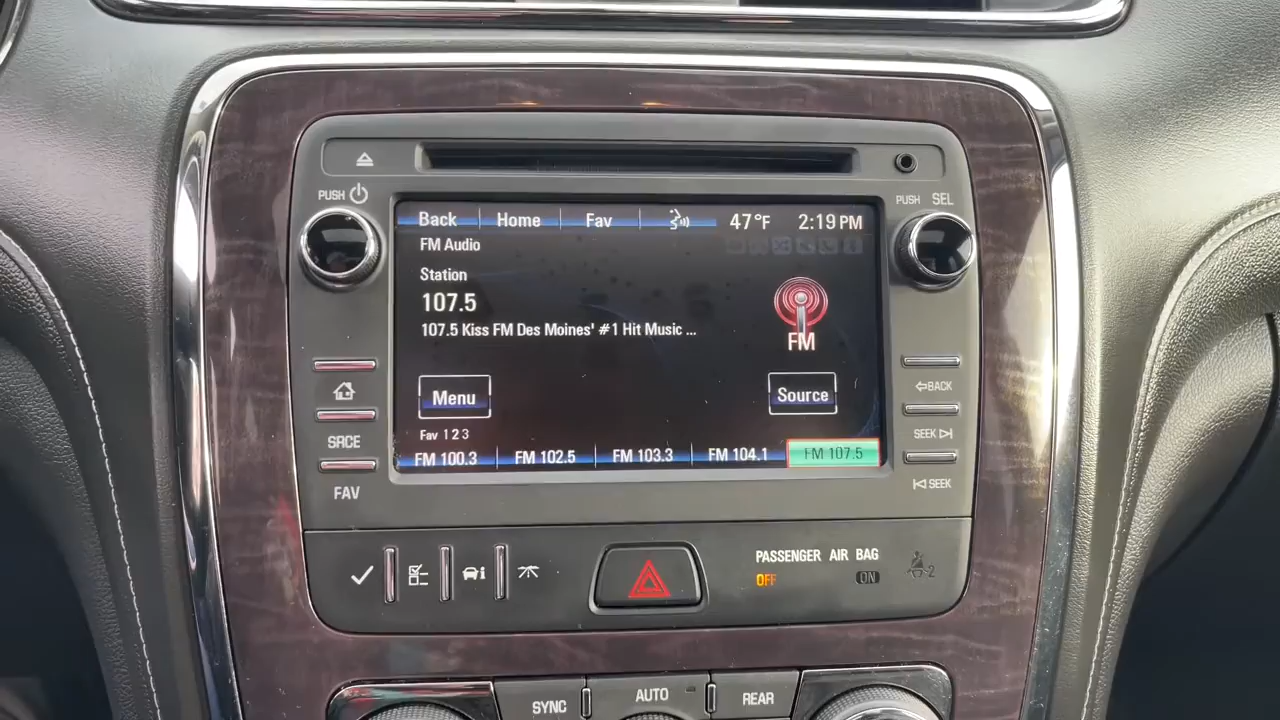 PUSH
PUSH SEL
Back Home Fav 47°F 2:19 PM
FM Audio
Station
107.5
107.5 Kiss FM Des Moines' #1 Hit Music ...
FM
Menu Source
Fav 1 2 3
FM 100.3 FM 102.5 FM 103.3 FM 104.1 FM 107.5
BACK
SRCE
SEEK
FAV
SEEK
PASSENGER AIR BAG
OFF ON
2
SYNC AUTO REAR